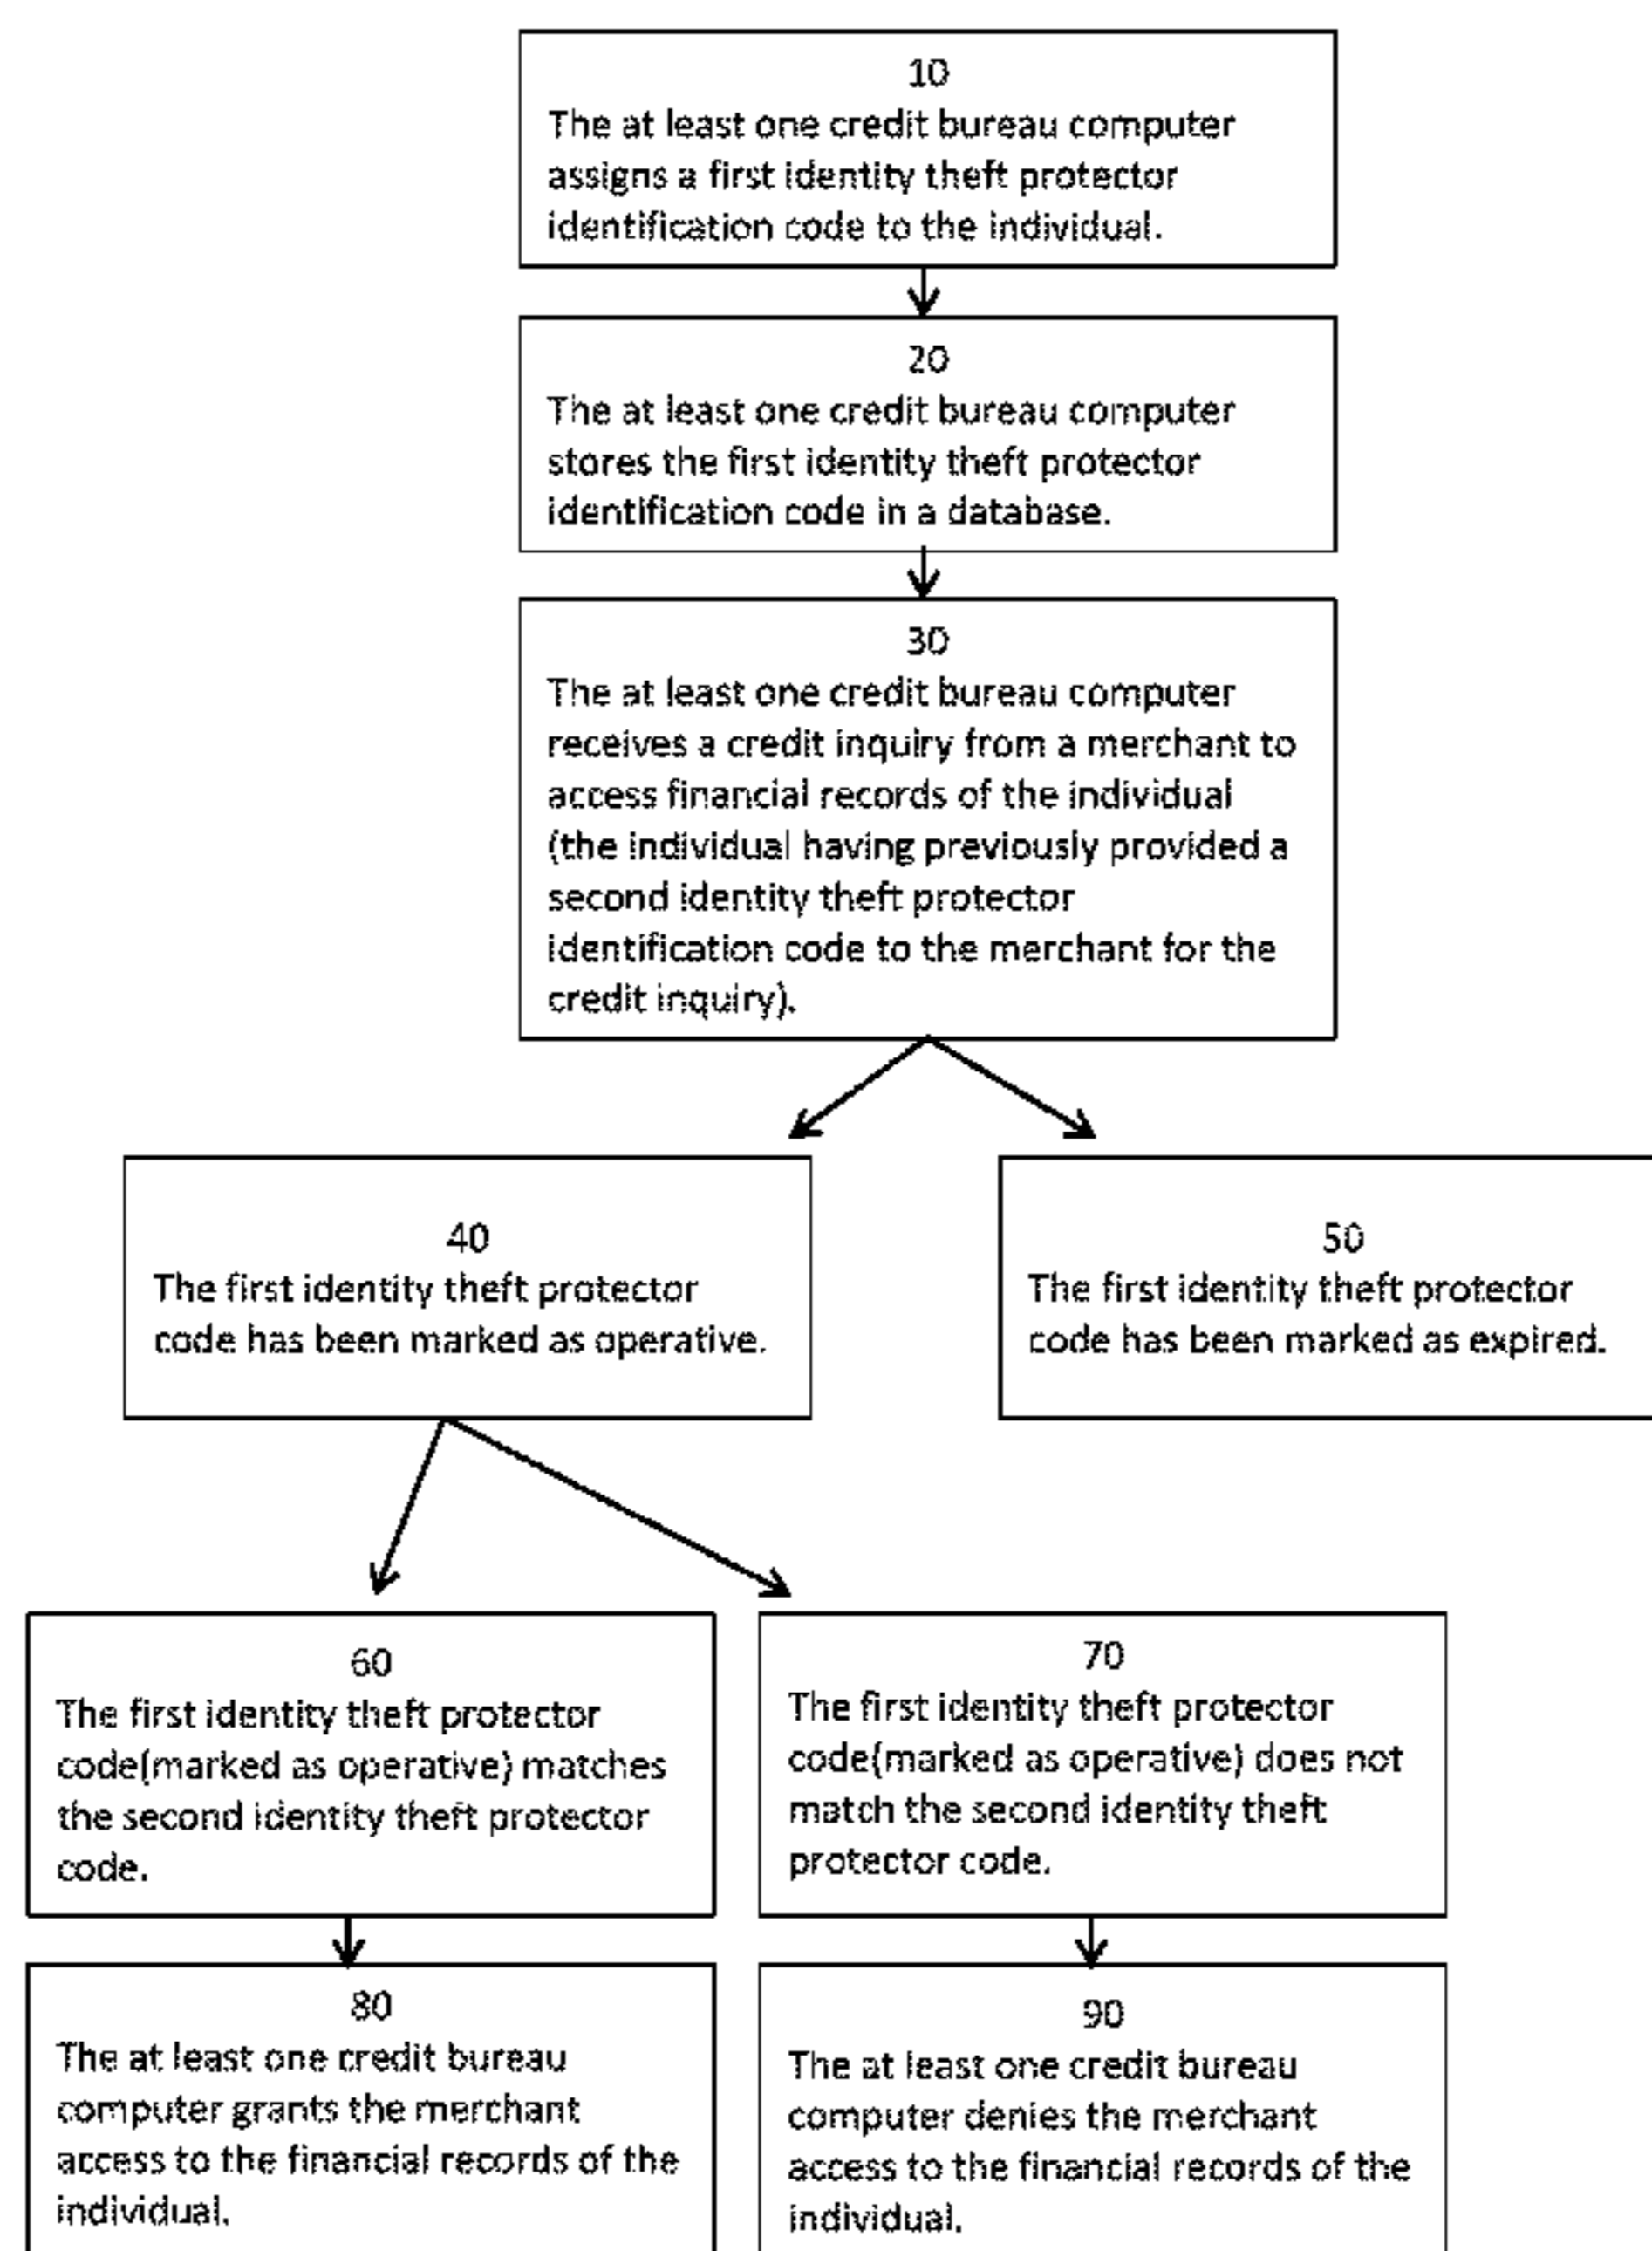 10
The at least one credit bureau computer
assigns a first identity theft protector
identification code to the individual.
20
The at least one credit bureau computer
stores the first identity theft protector
identification code in a database.
30
The at least one credit bureau computer
receives a credit inquiry from a merchant to
access financial records of the individual
(the individual having previously provided a
second identity theft protector
identification code to the merchant for the
credit inquiry).
40
The first identity theft protector
code has been marked as operative.
50
The first identity theft protector
code has been marked as expired.
60
The first identity theft protector
code(marked as operative) matches
the second identity theft protector
code.
70
The first identity theft protector
code(marked as operative) does not
match the second identity theft
protector code.
80
The at least one credit bureau
computer grants the merchant
access to the financial records of the
individual.
90
The at least one credit bureau
computer denies the merchant
access to the financial records of the
individual.